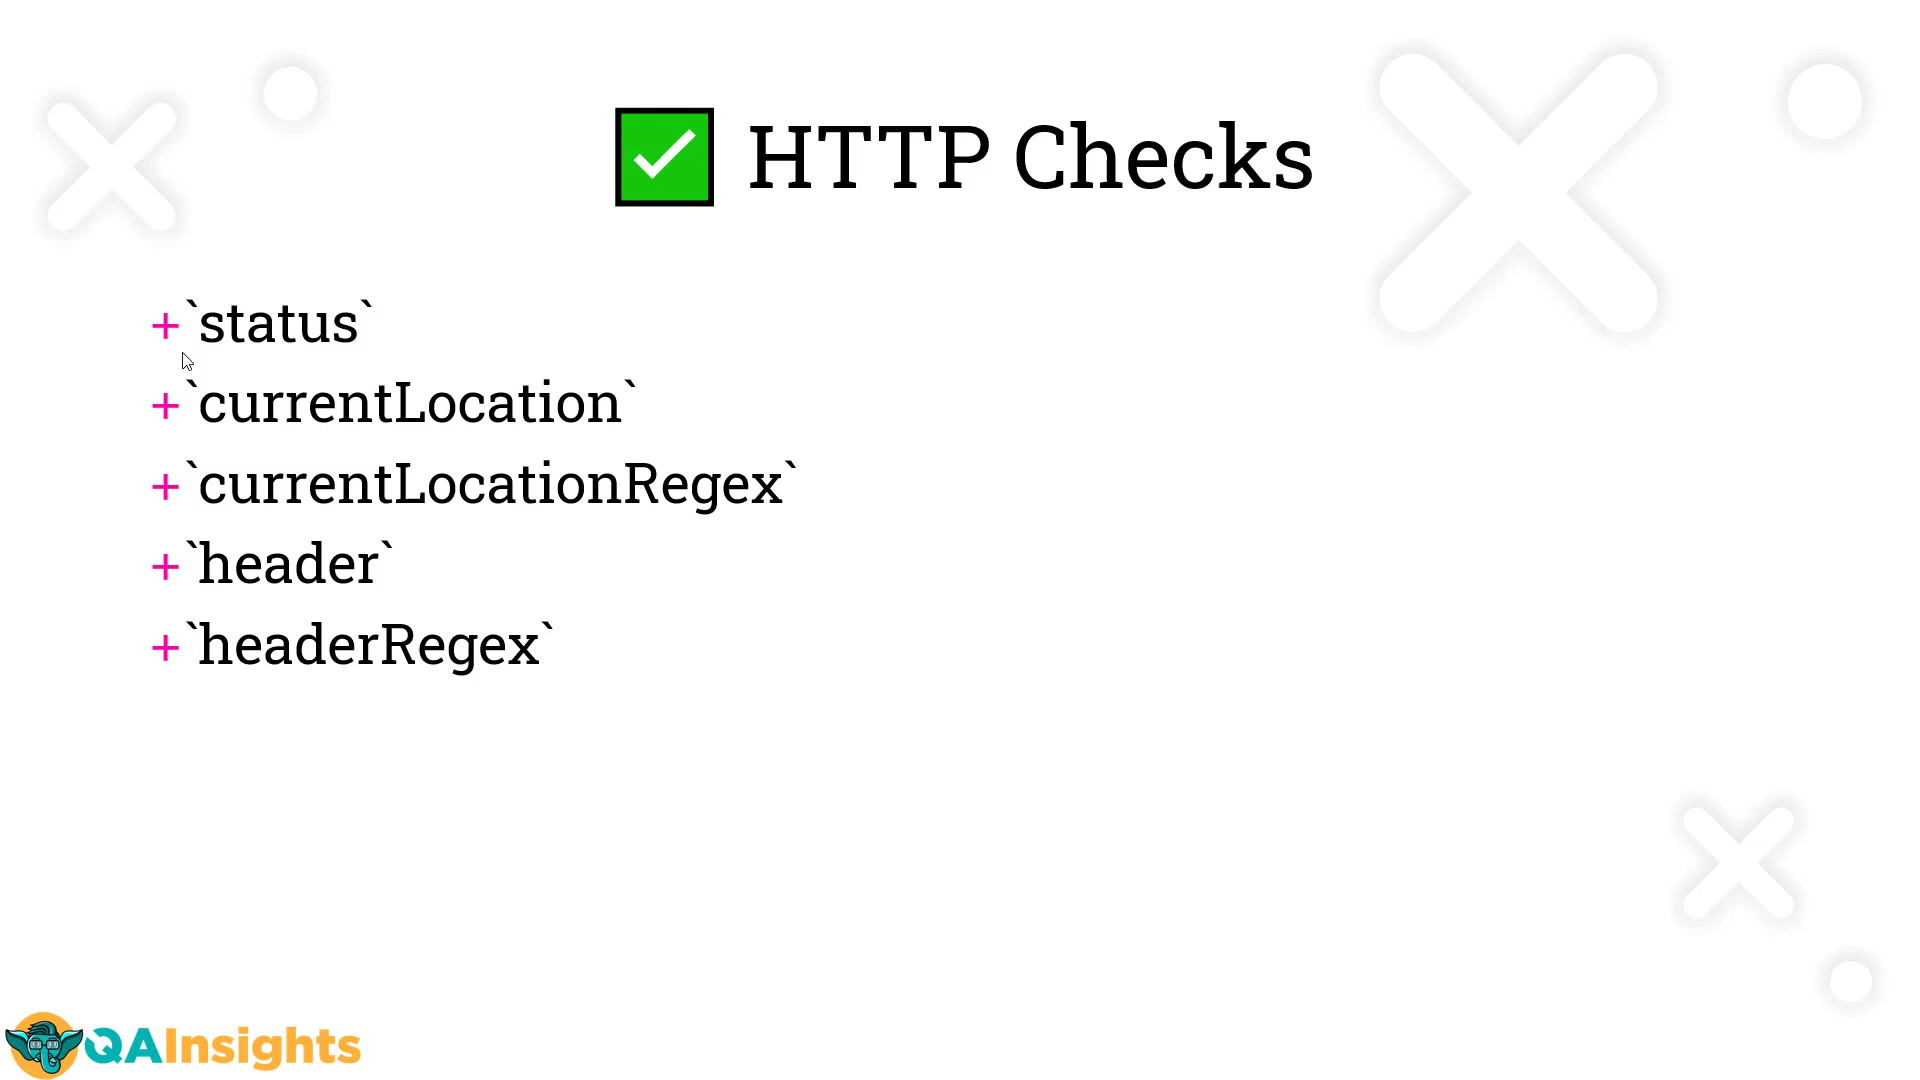 ✅ HTTP Checks
+ `status`
+ `currentLocation`
+ `currentLocationRegex`
+ `header`
+ `headerRegex`
QAInsights